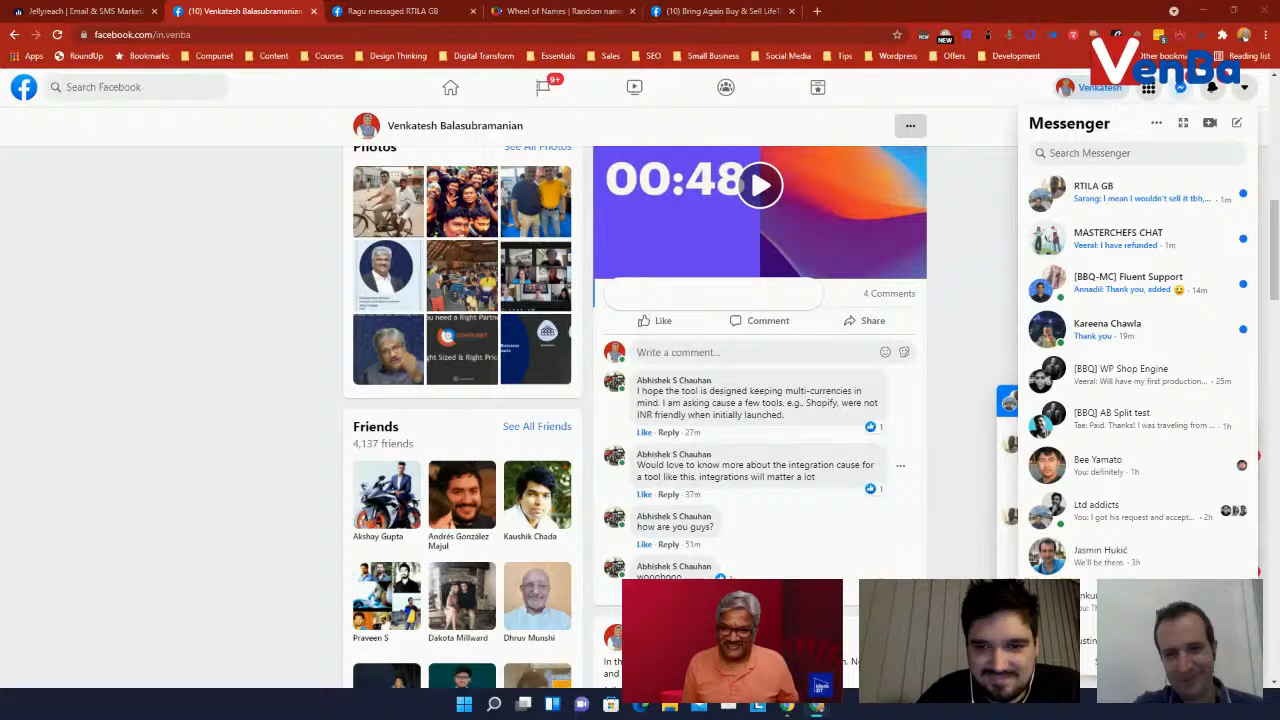 Jellyreach | Email & SMS Marketi
(10) Venkatesh Balasubramanian
Ragu messaged RTILA GB
Wheel of Names | Random name
(10) Bring Again Buy & Sell LifeTi
facebook.com/in.venba
NEW
NEW
Apps
RoundUp
Bookmarks
Compunet
Content
Courses
Design Thinking
Digital Transform
Essentials
Sales
SEO
Small Business
Social Media
Tips
Wordpress
Offers
Development
Other bookmarks
Reading list
VenBa
Search Facebook
9+
Venkatesh
Venkatesh Balasubramanian
Photos
See All Photos
Friends
See All Friends
4,137 friends
Akshay Gupta
Andrés González
Majul
Kaushik Chada
Praveen S
Dakota Millward
Dhruv Munshi
00:48
4 Comments
Like
Comment
Share
Write a comment...
Abhishek S Chauhan
I hope the tool is designed keeping multi-currencies in
mind. I am asking cause a few tools, e.g., Shopify, were not
INR friendly when initially launched.
Like · Reply · 27m
1
Abhishek S Chauhan
Would love to know more about the integration cause for
a tool like this, integrations will matter a lot
Like · Reply · 37m
1
Abhishek S Chauhan
how are you guys?
Like · Reply · 51m
Abhishek S Chauhan
woohooo
Messenger
Search Messenger
RTILA GB
Sarang: I mean I wouldn't sell it tbh,... · 1m
MASTERCHEFS CHAT
Veeral: I have refunded · 1m
[BBQ-MC] Fluent Support
Annadil: Thank you, added 😃 · 14m
Kareena Chawla
Thank you · 19m
[BBQ] WP Shop Engine
Veeral: Will have my first production... · 25m
[BBQ] AB Split test
Tae: Paid. Thanks! I was traveling from ... · 1h
Bee Yamato
You: definitely · 1h
Ltd addicts
You: I got his request and accept... · 2h
Jasmin Hukić
We'll be there. · 3h